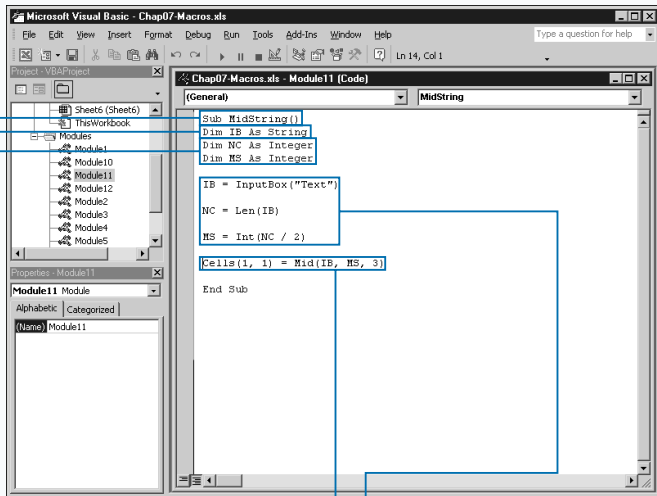 Microsoft Visual Basic - Chap07-Macros.xls
File Edit View Insert Format Debug Run Tools Add-Ins Window Help
Type a question for help
Ln 14, Col 1
Project - VBAProject
Sheet6 (Sheet6)
ThisWorkbook
Modules
Module1
Module10
Module11
Module12
Module2
Module3
Module4
Module5
Properties - Module11
Module11 Module
Alphabetic Categorized
(Name) Module11
Chap07-Macros.xls - Module11 (Code)
(General) MidString
Sub MidString()
Dim IB As String
Dim NC As Integer
Dim MS As Integer
IB = InputBox("Text")
NC = Len(IB)
MS = Int(NC / 2)
Cells(1, 1) = Mid(IB, MS, 3)
End Sub